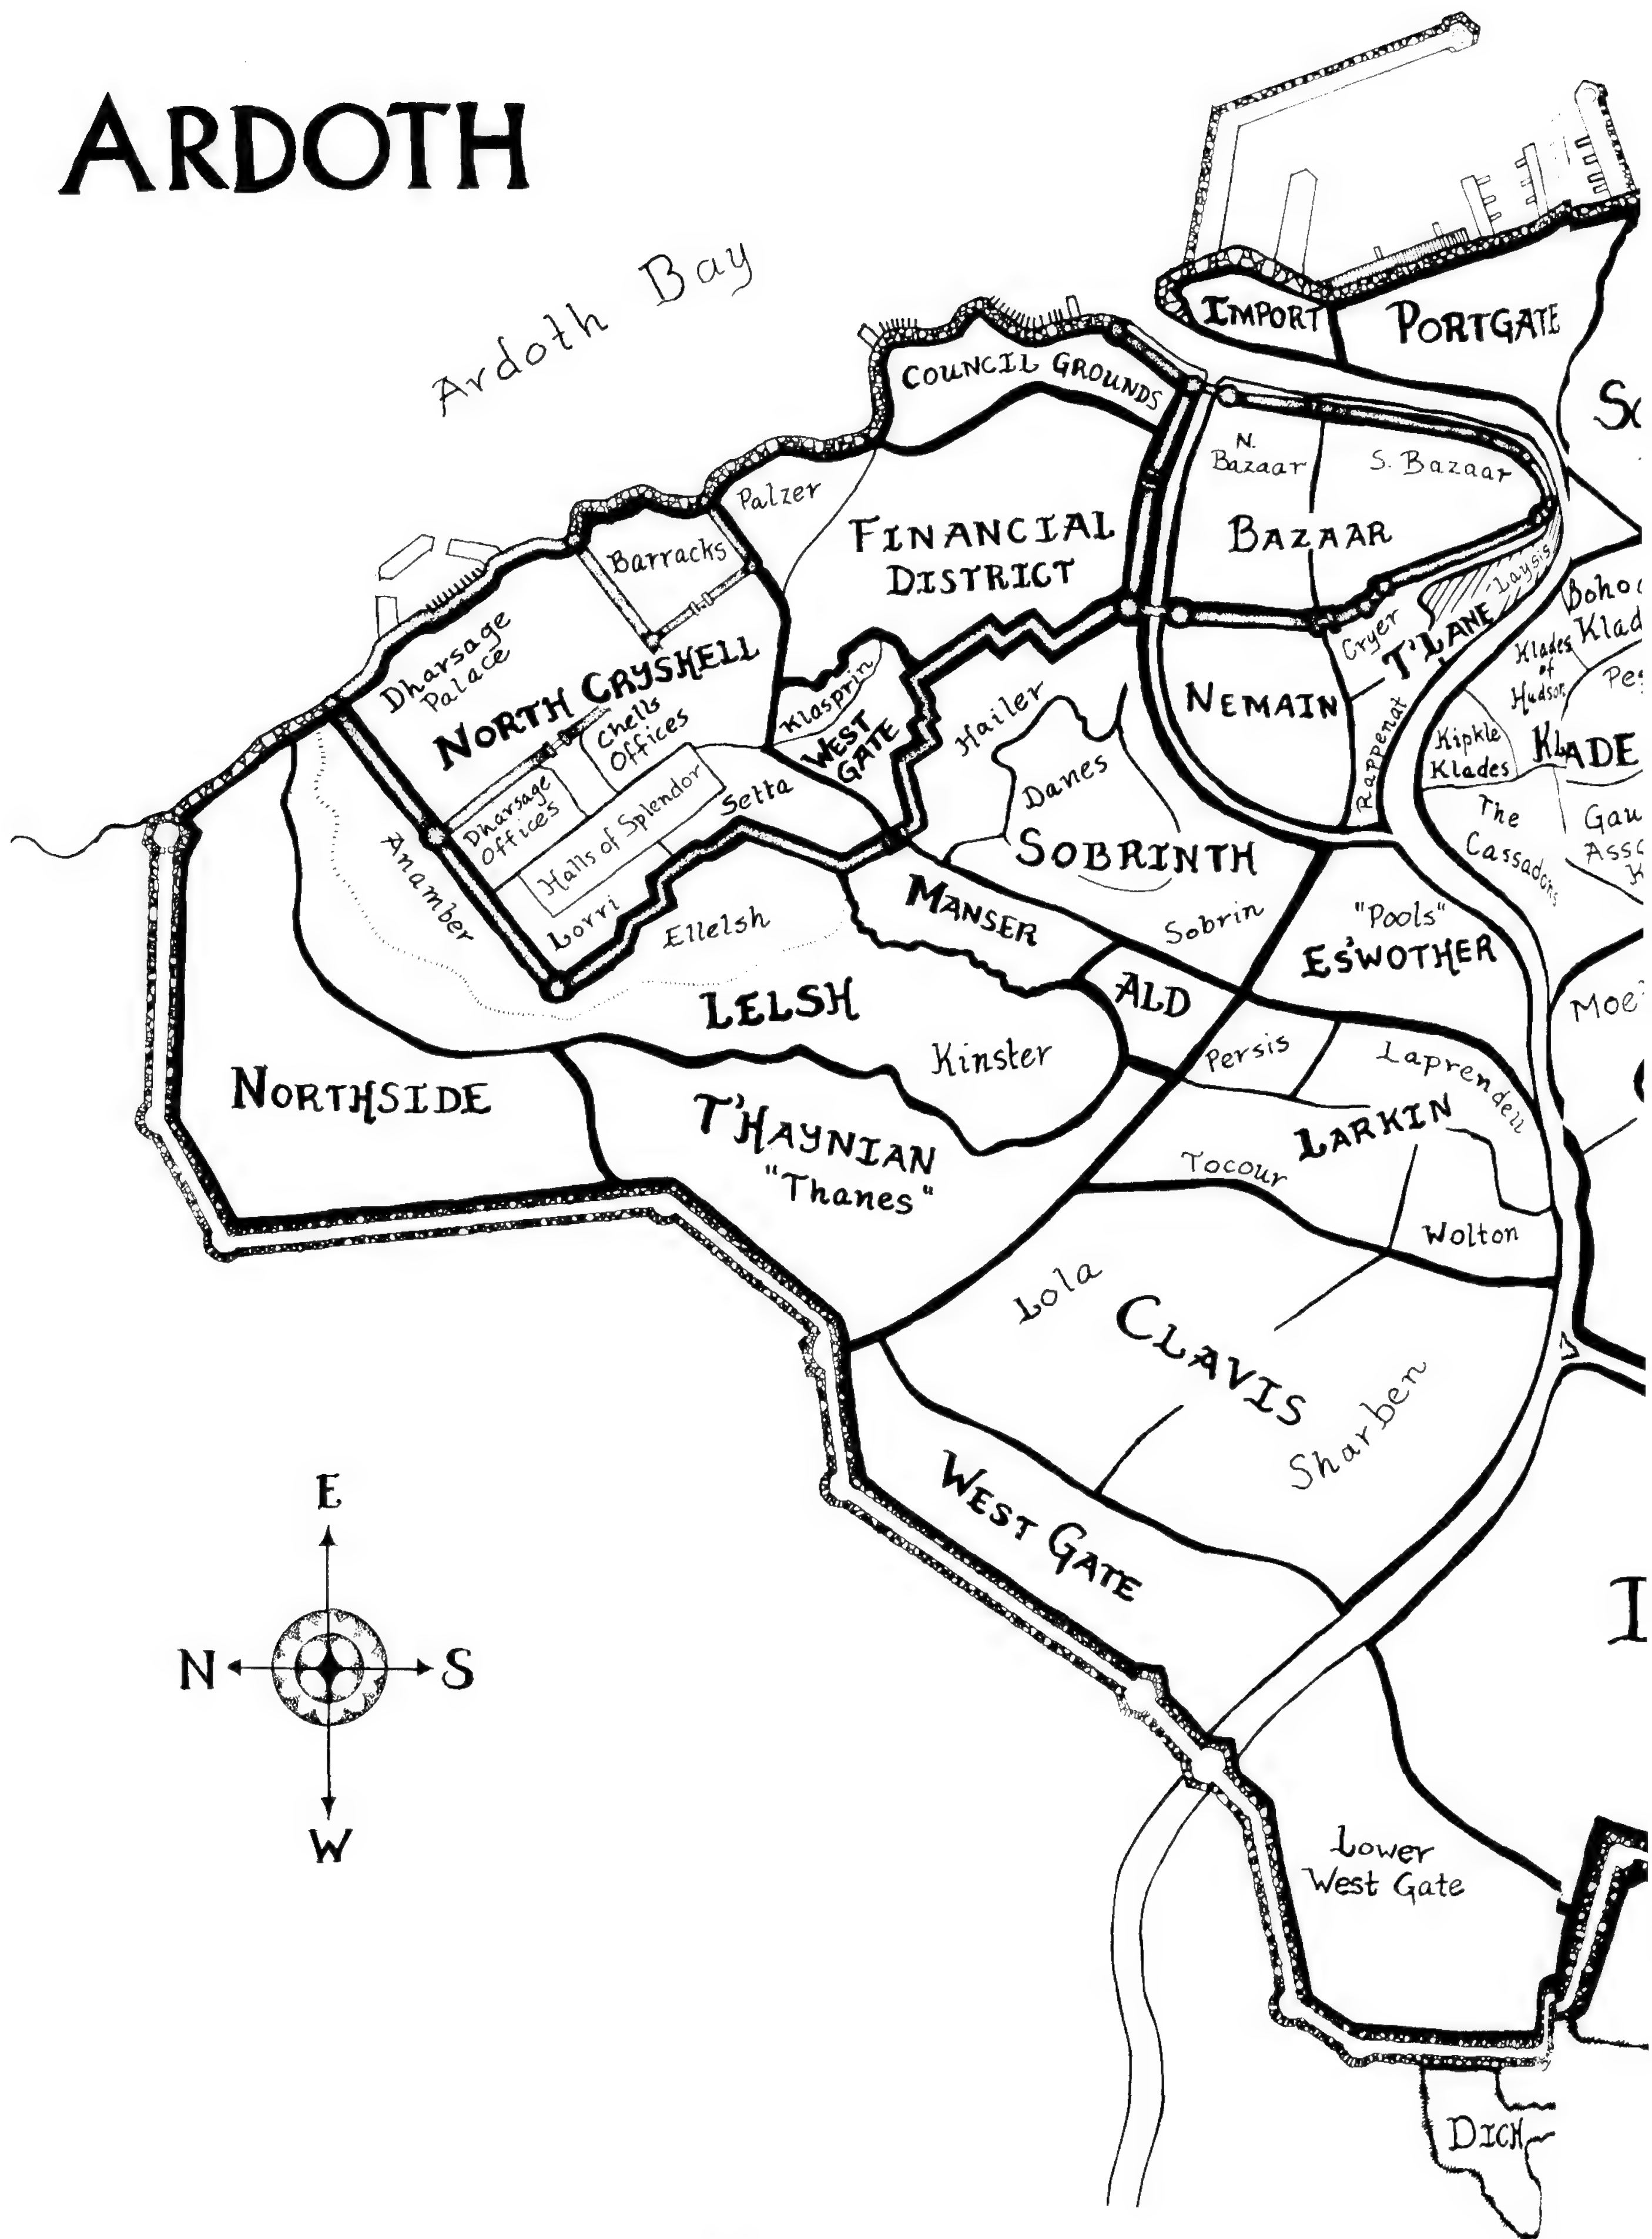 ARDOTH
Ardoth Bay
IMPORT
PORTGATE
COUNCIL GROUNDS
N.
Bazaar
S. Bazaar
BAZAAR
Palzer
FINANCIAL
DISTRICT
Barracks
Dharsage
Palace
NORTH CRYSHELL
Chells
Offices
Dharsage
Offices
Halls of Splendor
Setta
Lorri
Anamber
Klasprin
WEST
GATE
Hailer
Danes
SOBRINTH
Sobrin
NEMAIN
Cryer
T'LANE
Laysis
Rappenat
Klades
of
Hudson
Kipkle
Klades
KLADE
The
Cassadons
MANSER
Ellelsh
LELSH
Kinster
ALD
"Pools"
ES'WOTHER
Persis
Laprendell
LARKIN
Tocour
Wolton
NORTHSIDE
T'HAYNIAN
"Thanes"
Lola
CLAVIS
Sharben
WEST GATE
E
N
S
W
Lower
West Gate
DICH